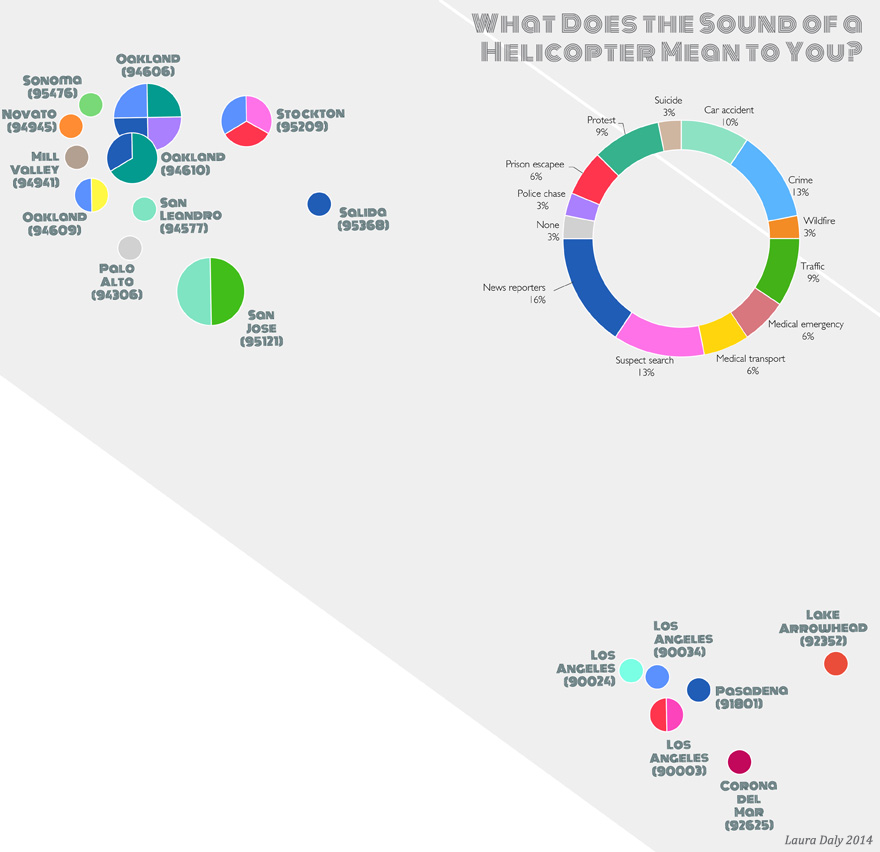 What Does the Sound of a
Helicopter Mean to You?
Oakland
(94606)
Sonoma
(95476)
Novato
(94945)
Stockton
(95209)
Mill
Valley
(94941)
Oakland
(94610)
Oakland
(94609)
San
Leandro
(94577)
Salida
(95368)
Palo
Alto
(94306)
San
Jose
(95121)
Suicide
3%
Car accident
10%
Protest
9%
Crime
13%
Prison escapee
6%
Police chase
3%
Wildfire
3%
None
3%
Traffic
9%
News reporters
16%
Medical emergency
6%
Suspect search
13%
Medical transport
6%
Lake
Arrowhead
(92352)
Los
Angeles
(90034)
Los
Angeles
(90024)
Pasadena
(91801)
Los
Angeles
(90003)
Corona
del
Mar
(92625)
Laura Daly 2014